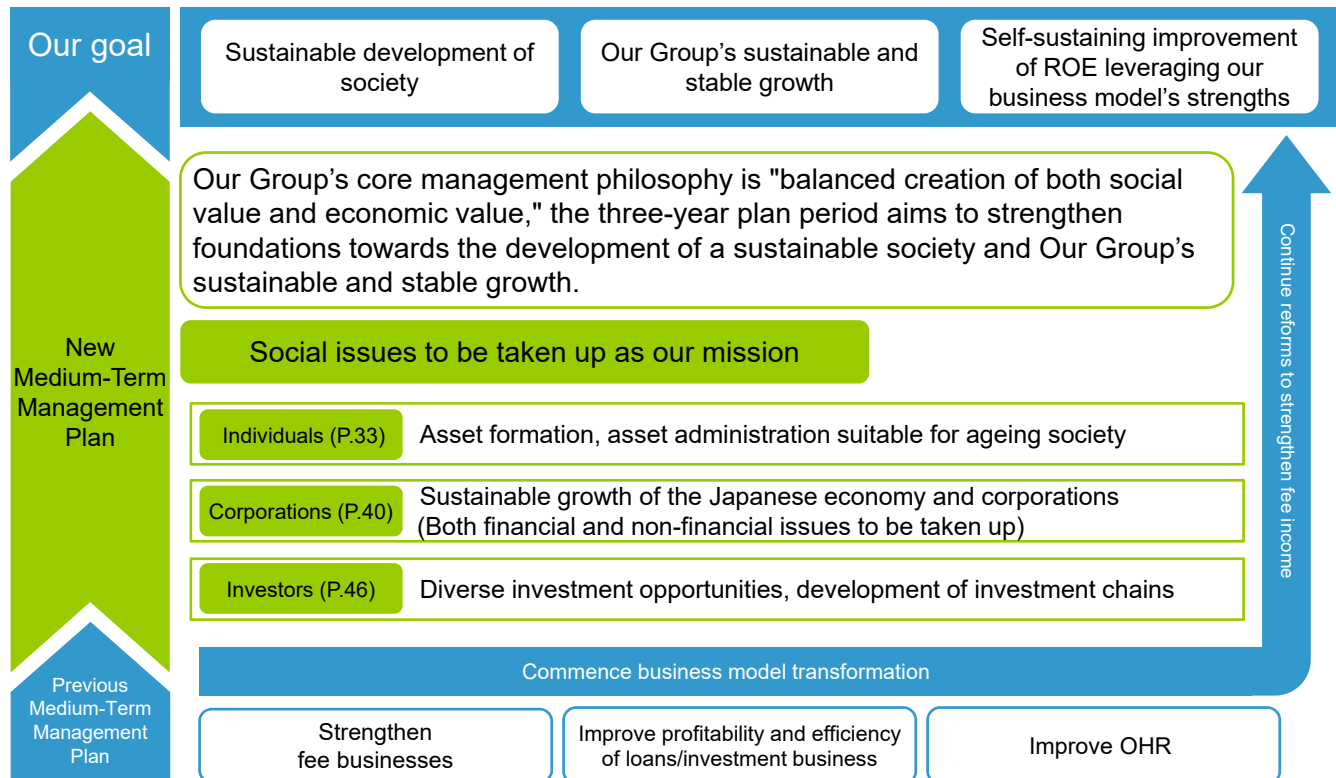 Our goal
Sustainable development of
society
Our Group's sustainable and
stable growth
Self-sustaining improvement
of ROE leveraging our
business model's strengths
New
Medium-Term
Management
Plan
Our Group's core management philosophy is "balanced creation of both social
value and economic value," the three-year plan period aims to strengthen
foundations towards the development of a sustainable society and Our Group's
sustainable and stable growth.
Social issues to be taken up as our mission
Individuals (P.33)
Asset formation, asset administration suitable for ageing society
Corporations (P.40)
Sustainable growth of the Japanese economy and corporations
(Both financial and non-financial issues to be taken up)
Investors (P.46)
Diverse investment opportunities, development of investment chains
Continue reforms to strengthen fee income
Commence business model transformation
Previous
Medium-Term
Management
Plan
Strengthen
fee businesses
Improve profitability and efficiency
of loans/investment business
Improve OHR